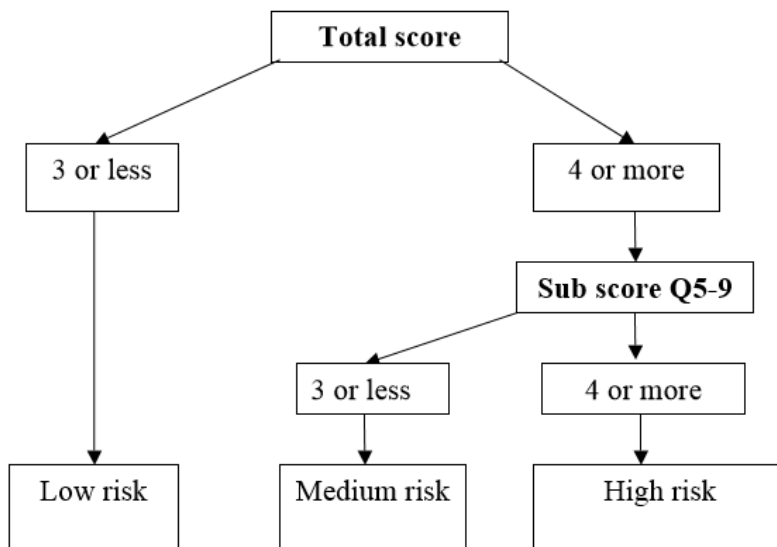 Total score
3 or less
4 or more
Sub score Q5-9
3 or less
4 or more
Low risk
Medium risk
High risk